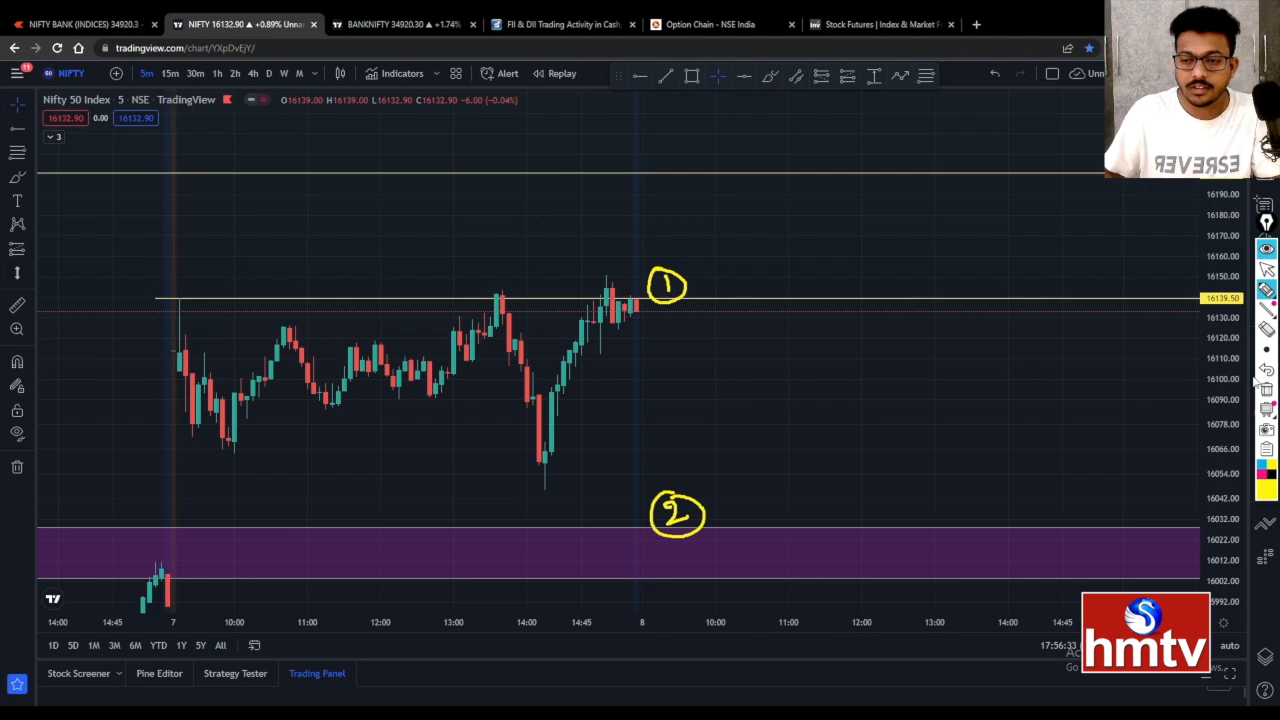 NIFTY BANK (INDICES) 34920.3
NIFTY 16132.90 ▲ +0.89% Unna
BANKNIFTY 34920.30 ▲ +1.74%
FII & DII Trading Activity in Cash
Option Chain - NSE India
Stock Futures | Index & Market F
tradingview.com/chart/YXpDvEjY/
11
50 NIFTY
5m 15m 30m 1h 2h 4h D W M
Indicators
Alert
Replay
Unn
Nifty 50 Index · 5 · NSE · TradingView
O16139.00 H16139.00 L16132.90 C16132.90 −6.00 (−0.04%)
16132.90 0.00 16132.90
3
EZREVER
16190.00
16180.00
16170.00
16160.00
16150.00
1
16139.50
16130.00
16120.00
16110.00
16100.00
16090.00
16078.00
16066.00
16054.00
16042.00
2
16032.00
16022.00
16012.00
16002.00
5992.00
14:00 14:45 7 10:00 11:00 12:00 13:00 14:00 14:45 8 10:00 11:00 12:00 13:00 14:00 14:45
1D 5D 1M 3M 6M YTD 1Y 5Y All
17:56:33
auto
hmtv
Stock Screener
Pine Editor
Strategy Tester
Trading Panel
Go
ws.